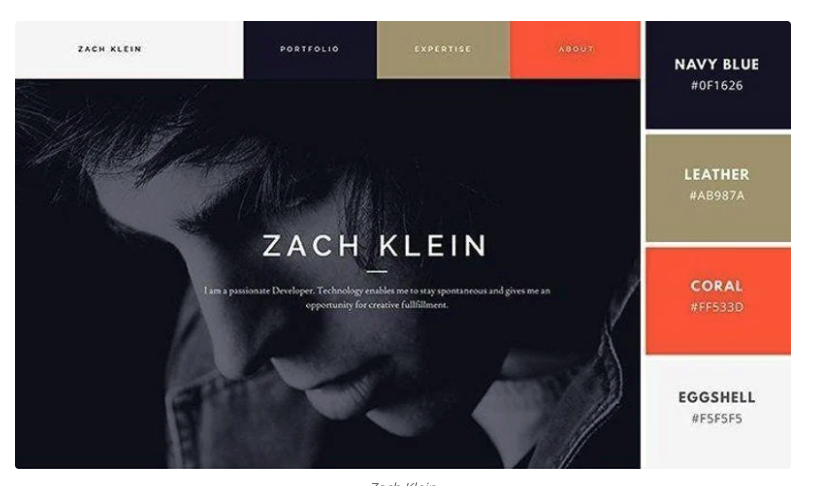 ZACH KLEIN
PORTFOLIO
EXPERTISE
ABOUT
ZACH KLEIN
I am a passionate Developer. Technology enables me to stay spontaneous and gives me an
opportunity for creative fullfillment.
NAVY BLUE
#0F1626
LEATHER
#AB987A
CORAL
#FF533D
EGGSHELL
#F5F5F5
Zach Klein